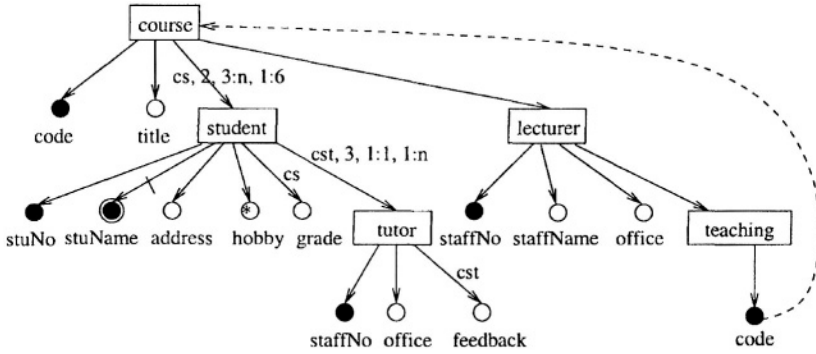 course
cs, 2, 3:n, 1:6
code
title
student
lecturer
cst, 3, 1:1, 1:n
cs
*
stuNo
stuName
address
hobby
grade
tutor
staffNo
staffName
office
teaching
cst
staffNo
office
feedback
code